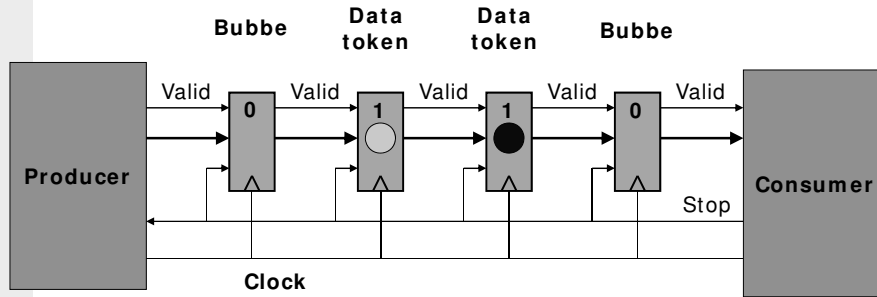 Bubbe
Data
token
Data
token
Bubbe
Valid
Valid
Valid
Valid
Valid
0
1
1
0
Producer
Consumer
Stop
Clock